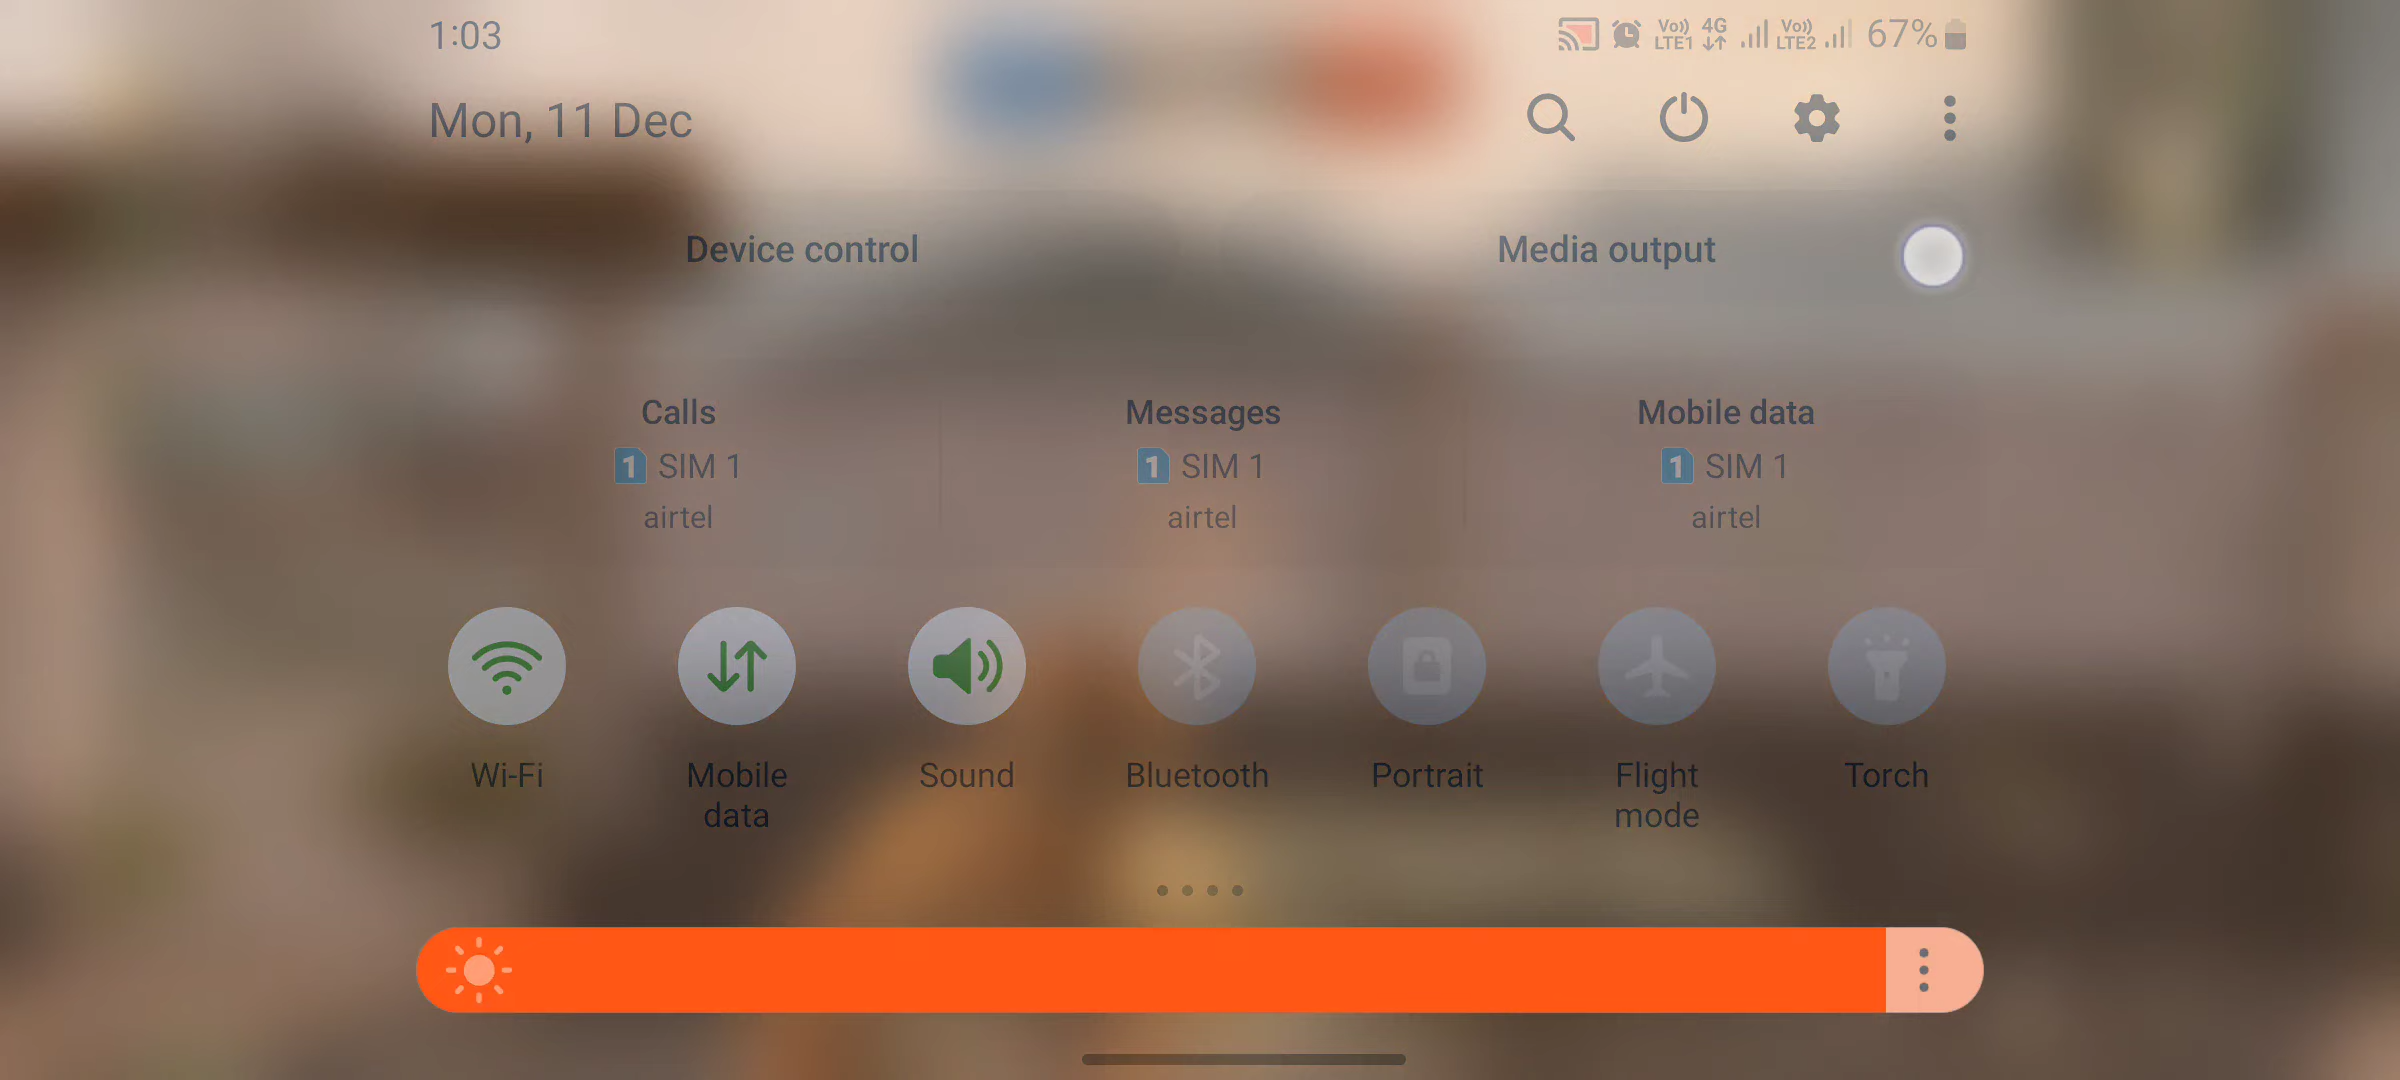 1:03
Vo)) LTE1 4G Vo)) LTE2 67%
Mon, 11 Dec
Device control
Media output
Calls
1 SIM 1
airtel
Messages
1 SIM 1
airtel
Mobile data
1 SIM 1
airtel
Wi-Fi
Mobile data
Sound
Bluetooth
Portrait
Flight mode
Torch